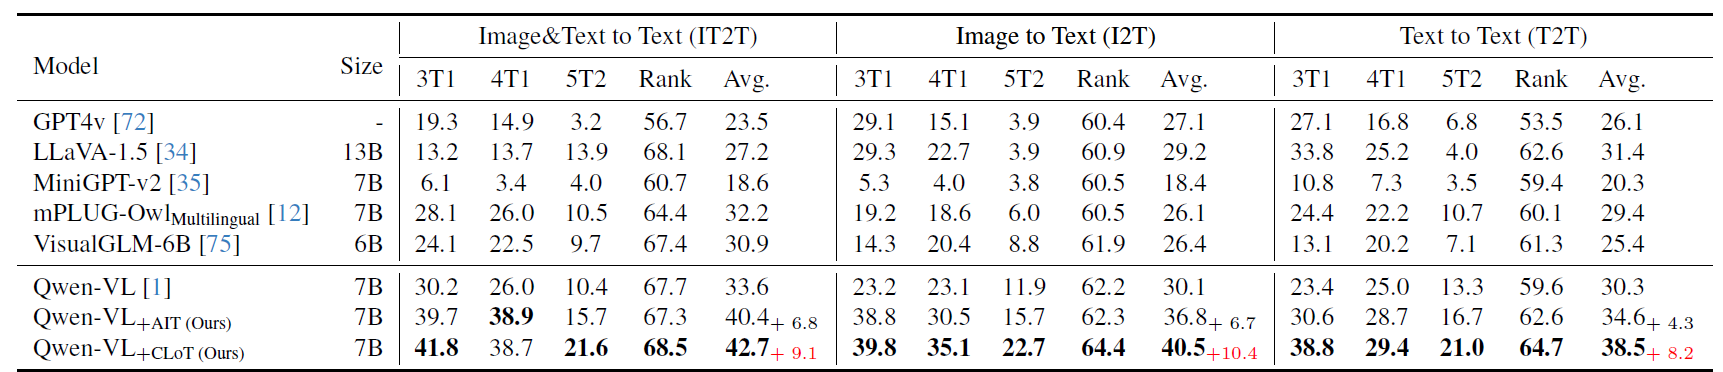 Model Size Image&Text to Text (IT2T) Image to Text (I2T) Text to Text (T2T)
3T1 4T1 5T2 Rank Avg. 3T1 4T1 5T2 Rank Avg. 3T1 4T1 5T2 Rank Avg.
GPT4v [72] - 19.3 14.9 3.2 56.7 23.5 29.1 15.1 3.9 60.4 27.1 27.1 16.8 6.8 53.5 26.1
LLaVA-1.5 [34] 13B 13.2 13.7 13.9 68.1 27.2 29.3 22.7 3.9 60.9 29.2 33.8 25.2 4.0 62.6 31.4
MiniGPT-v2 [35] 7B 6.1 3.4 4.0 60.7 18.6 5.3 4.0 3.8 60.5 18.4 10.8 7.3 3.5 59.4 20.3
mPLUG-OwlMultilingual [12] 7B 28.1 26.0 10.5 64.4 32.2 19.2 18.6 6.0 60.5 26.1 24.4 22.2 10.7 60.1 29.4
VisualGLM-6B [75] 6B 24.1 22.5 9.7 67.4 30.9 14.3 20.4 8.8 61.9 26.4 13.1 20.2 7.1 61.3 25.4
Qwen-VL [1] 7B 30.2 26.0 10.4 67.7 33.6 23.2 23.1 11.9 62.2 30.1 23.4 25.0 13.3 59.6 30.3
Qwen-VL+AIT (Ours) 7B 39.7 38.9 15.7 67.3 40.4+ 6.8 38.8 30.5 15.7 62.3 36.8+ 6.7 30.6 28.7 16.7 62.6 34.6+ 4.3
Qwen-VL+CLoT (Ours) 7B 41.8 38.7 21.6 68.5 42.7+ 9.1 39.8 35.1 22.7 64.4 40.5+10.4 38.8 29.4 21.0 64.7 38.5+ 8.2